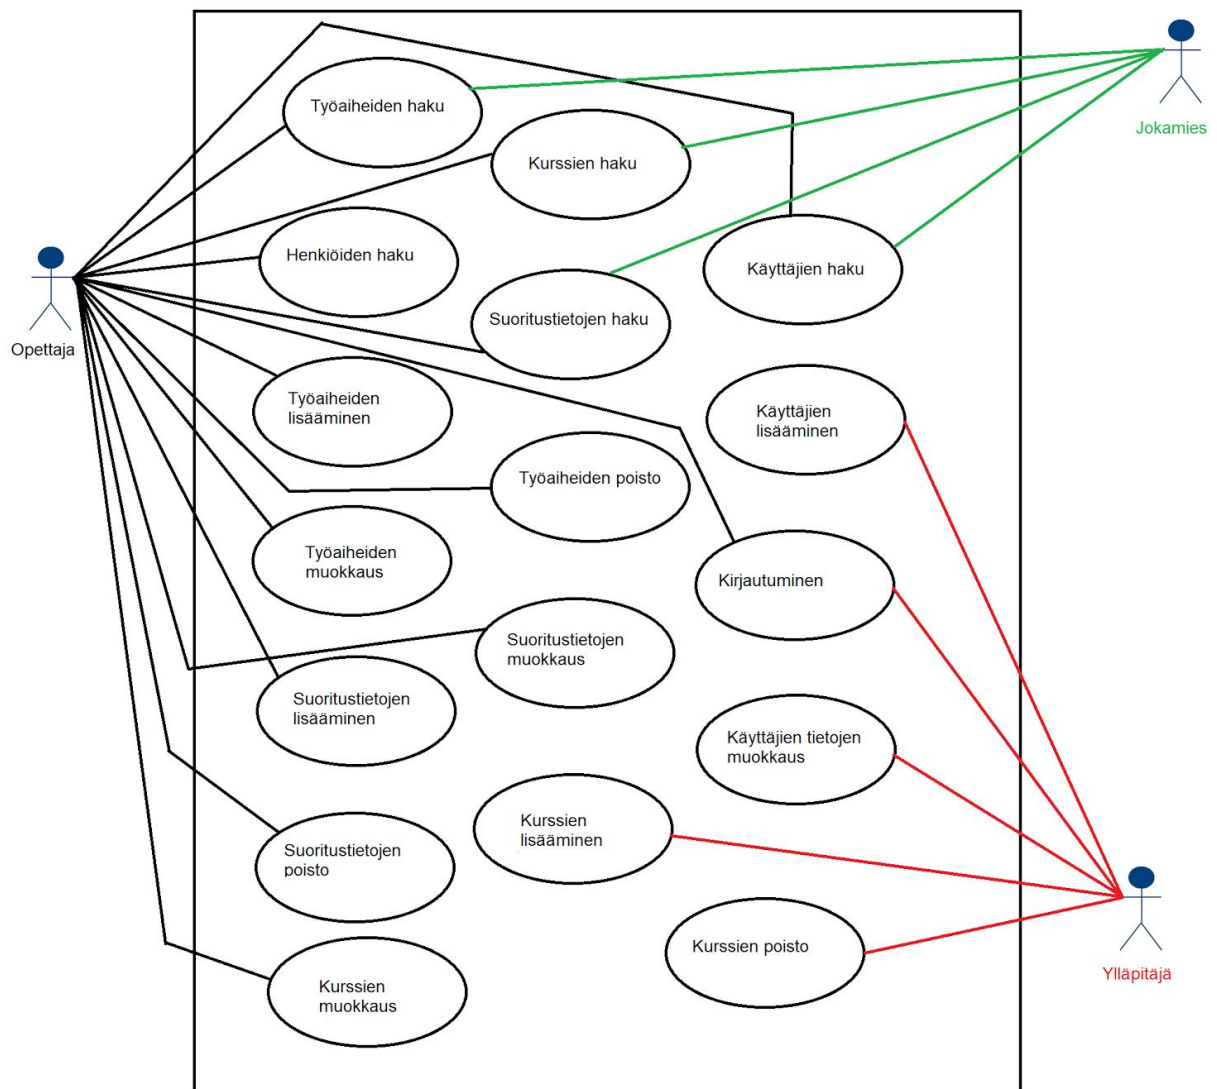 Työaiheiden haku
Jokamies
Kurssien haku
Henkiöiden haku
Käyttäjien haku
Suoritustietojen haku
Opettaja
Työaiheiden
lisääminen
Käyttäjien
lisääminen
Työaiheiden poisto
Työaiheiden
muokkaus
Kirjautuminen
Suoritustietojen
muokkaus
Suoritustietojen
lisääminen
Käyttäjien tietojen
muokkaus
Kurssien
lisääminen
Suoritustietojen
poisto
Kurssien poisto
Ylläpitäjä
Kurssien
muokkaus